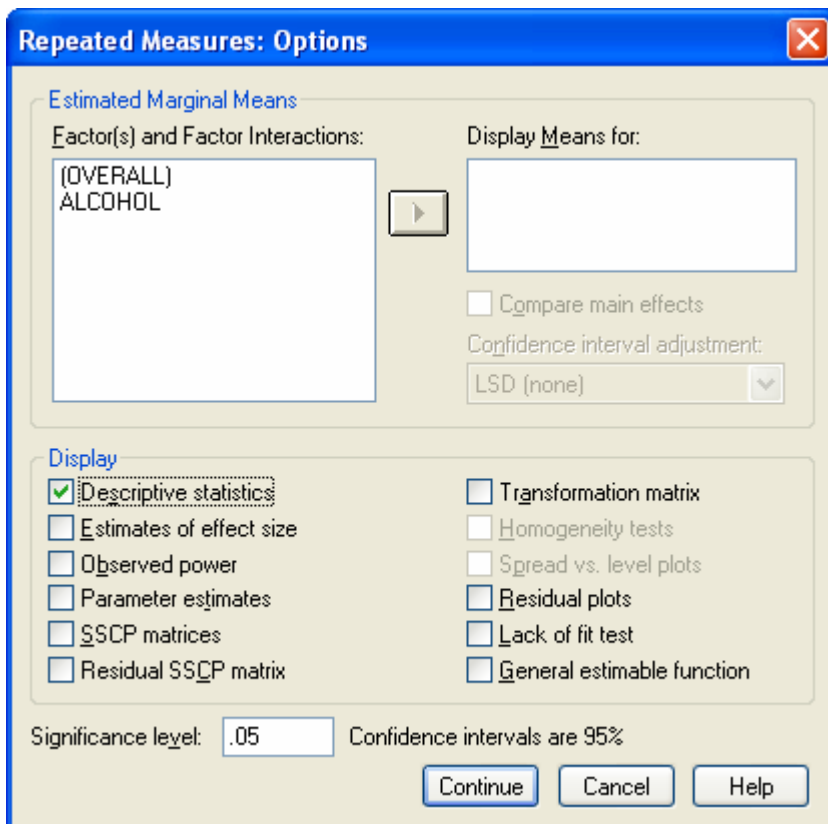 Repeated Measures: Options
Estimated Marginal Means
Factor(s) and Factor Interactions:
(OVERALL)
ALCOHOL
Display Means for:
Compare main effects
Confidence interval adjustment:
LSD (none)
Display
Descriptive statistics
Estimates of effect size
Observed power
Parameter estimates
SSCP matrices
Residual SSCP matrix
Transformation matrix
Homogeneity tests
Spread vs. level plots
Residual plots
Lack of fit test
General estimable function
Significance level: .05 Confidence intervals are 95%
Continue Cancel Help